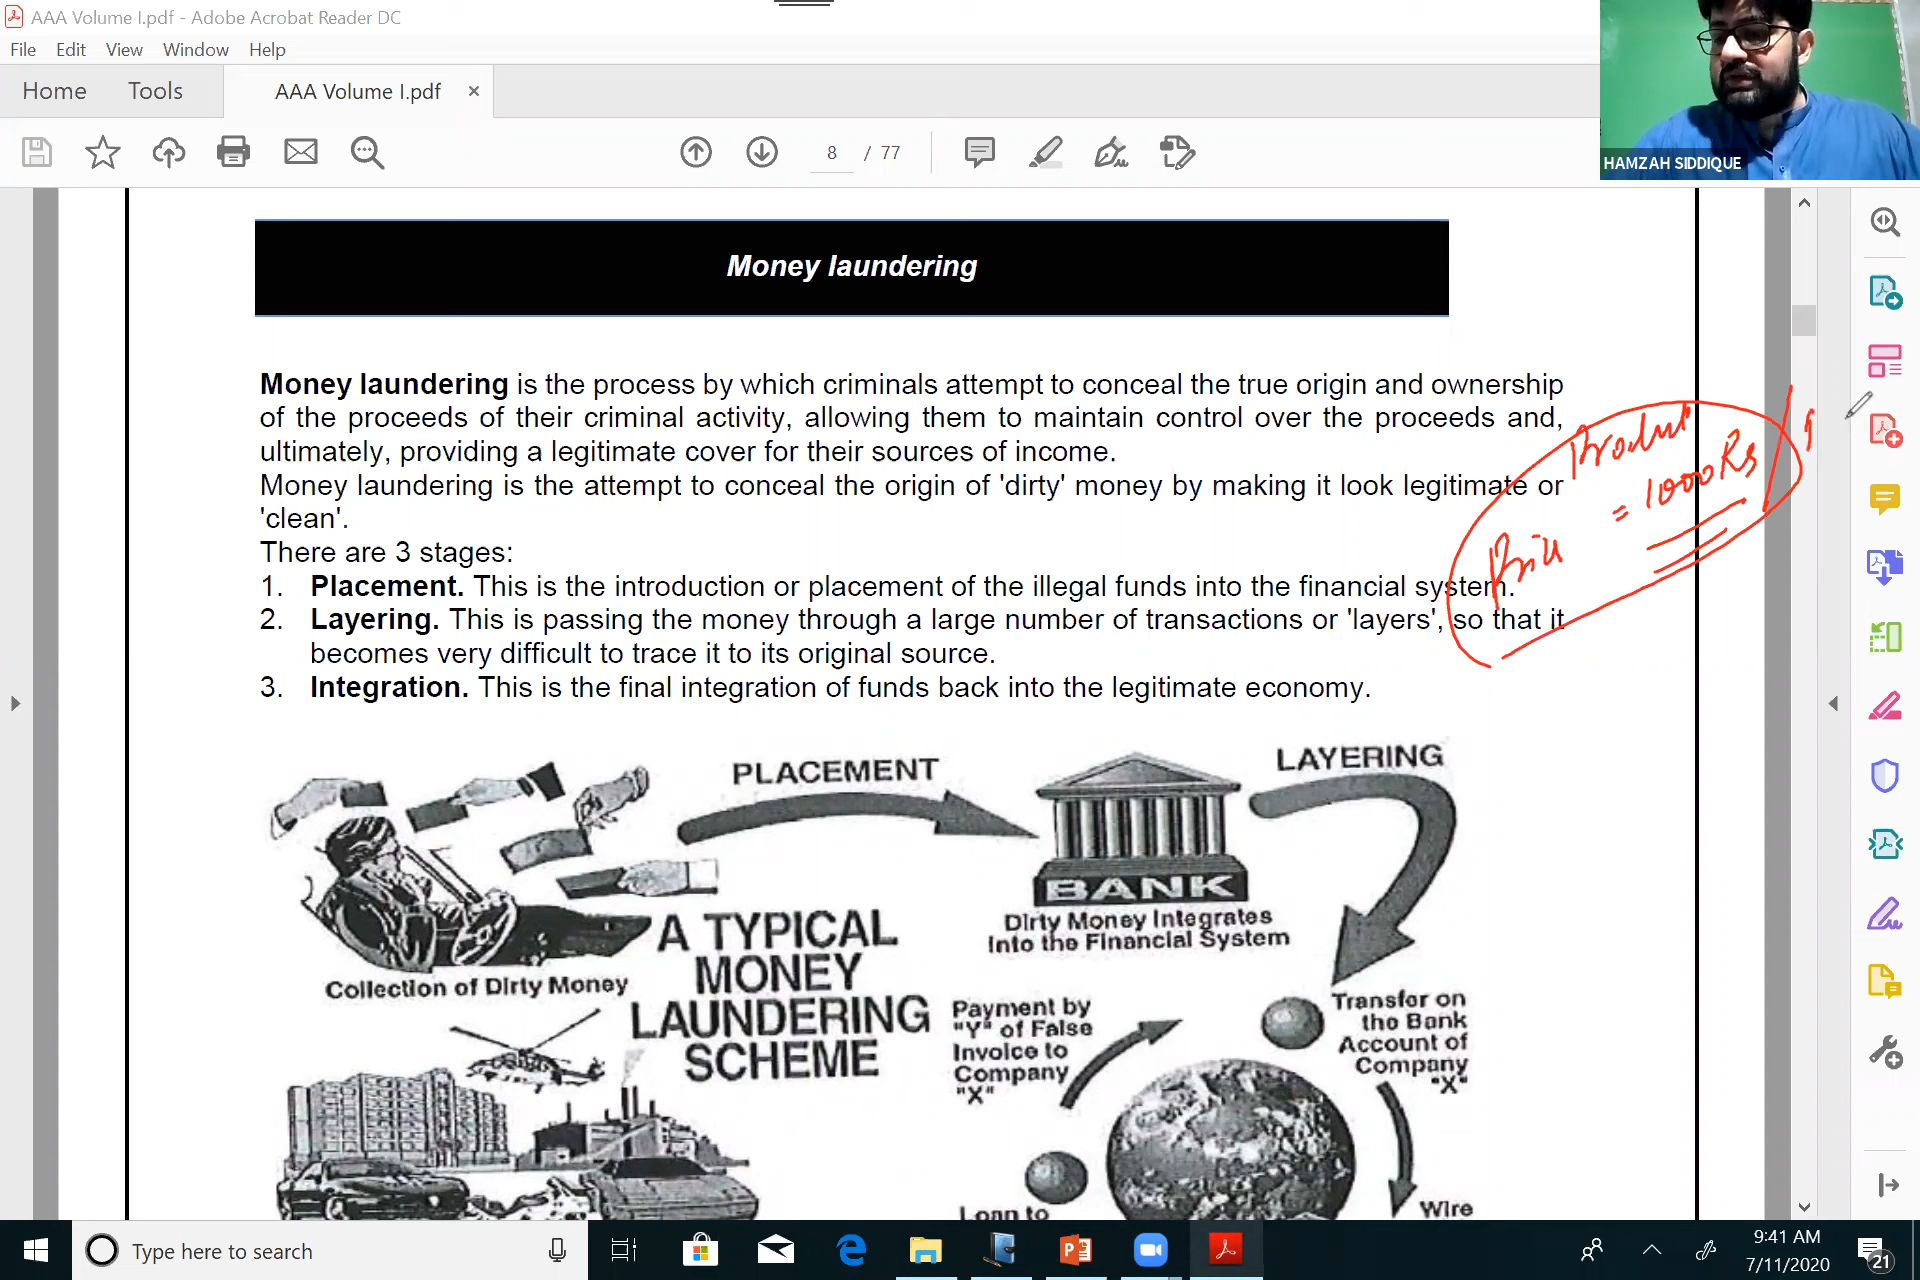 AAA Volume I.pdf - Adobe Acrobat Reader DC
File Edit View Window Help
Home Tools AAA Volume I.pdf ×
8 / 77
HAMZAH SIDDIQUE
Money laundering
Money laundering is the process by which criminals attempt to conceal the true origin and ownership
of the proceeds of their criminal activity, allowing them to maintain control over the proceeds and,
ultimately, providing a legitimate cover for their sources of income.
Money laundering is the attempt to conceal the origin of 'dirty' money by making it look legitimate or
'clean'.
There are 3 stages:
1. Placement. This is the introduction or placement of the illegal funds into the financial system.
2. Layering. This is passing the money through a large number of transactions or 'layers', so that it
becomes very difficult to trace it to its original source.
3. Integration. This is the final integration of funds back into the legitimate economy.
Product
= 1000 Rs
PLACEMENT
LAYERING
BANK
Dirty Money Integrates
Into the Financial System
Collection of Dirty Money
A TYPICAL
MONEY
LAUNDERING
SCHEME
Payment by
"Y" of False
Invoice to
Company
"X"
Transfer on
the Bank
Account of
Company
"X"
Loan to
Wire
Type here to search
9:41 AM
7/11/2020
21